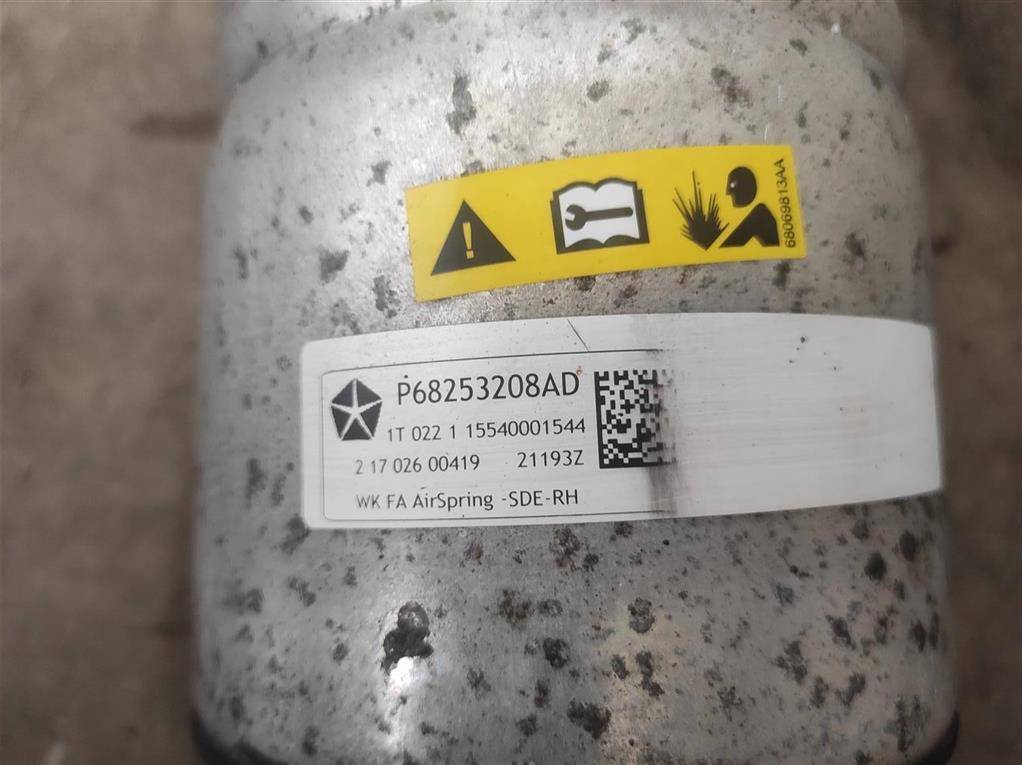 68069813AA
P68253208AD
1T 022 1 15540001544
2 17 026 00419 21193Z
WK FA AirSpring -SDE-RH